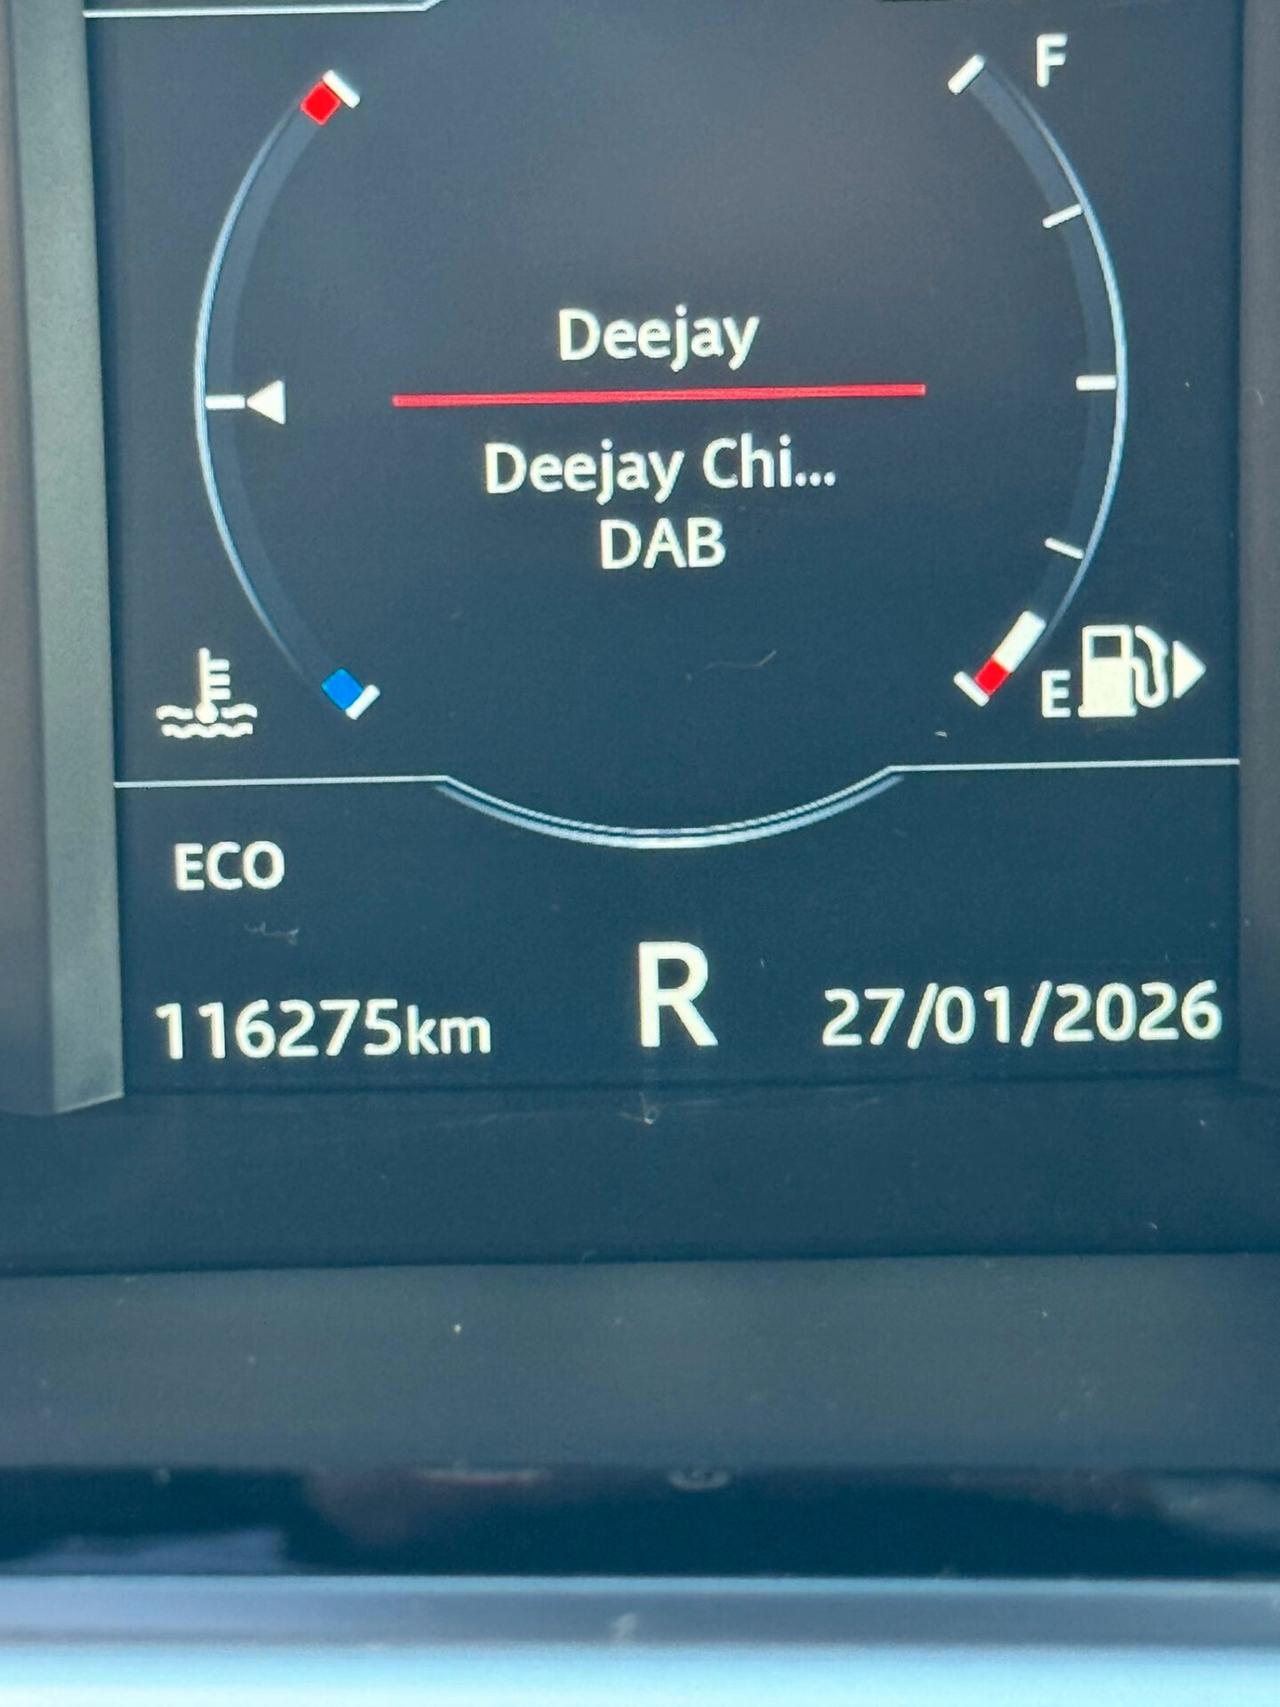 F
Deejay
Deejay Chi...
DAB
E
ECO
116275km
R
27/01/2026